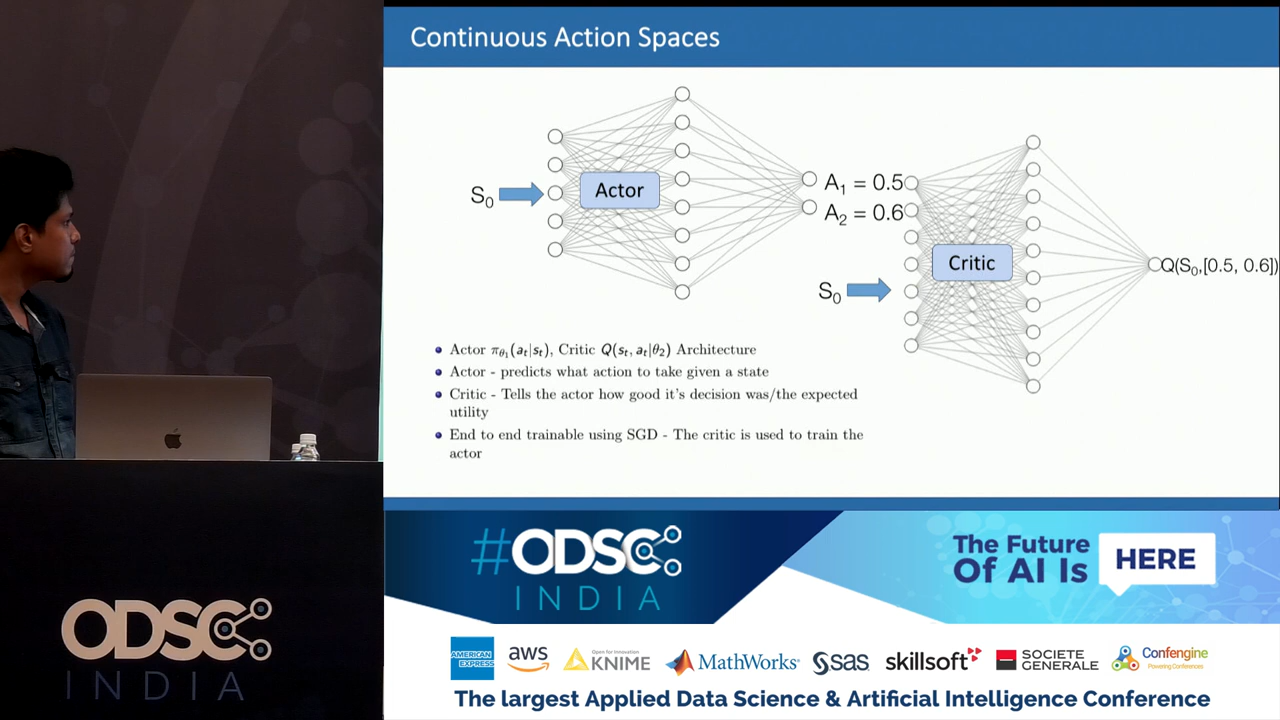 Continuous Action Spaces
S₀
Actor
A₁ = 0.5
A₂ = 0.6
S₀
Critic
Q(S₀,[0.5, 0.6])
Actor πθ₁(aₜ|sₜ), Critic Q(sₜ, aₜ|θ₂) Architecture
Actor - predicts what action to take given a state
Critic - Tells the actor how good it's decision was/the expected
utility
End to end trainable using SGD - The critic is used to train the
actor
#ODSC
INDIA
The Future
Of AI Is
HERE
ODSC
INDIA
AMERICAN
EXPRESS
aws
Open for Innovation
KNIME
MathWorks®
sas
skillsoft
SOCIETE
GENERALE
Confengine
Powering Conferences
The largest Applied Data Science & Artificial Intelligence Conference